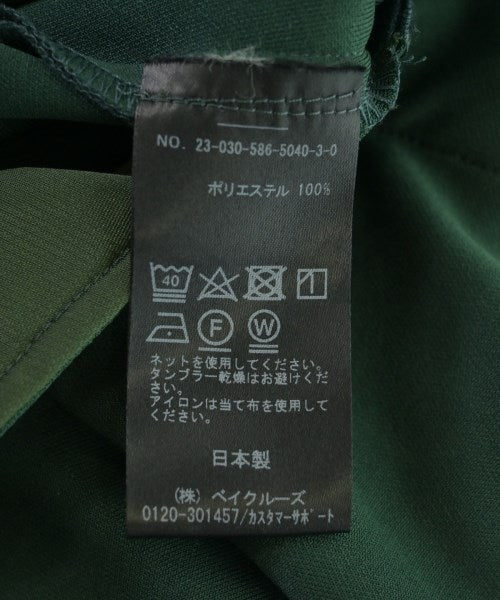 NO. 23-030-586-5040-3-0
ポリエステル 100%
40
F W
ネットを使用してください。
タンブラー乾燥はお避けくだ
さい。
アイロンは当て布を使用して
ください。
日本製
(株) ベイクルーズ
0120-301457/カスタマーサポート